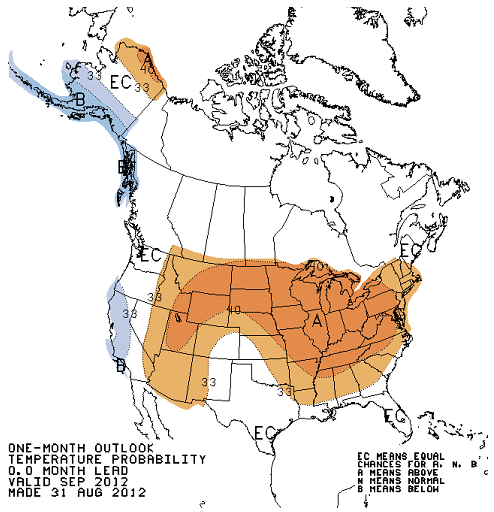 A
40
33
EC
33
B
B
EC
EC
33
40
40
33
A
A
B
33
33
EC
EC
ONE-MONTH OUTLOOK
TEMPERATURE PROBABILITY
0.0 MONTH LEAD
VALID SEP 2012
MADE 31 AUG 2012
EC MEANS EQUAL
CHANCES FOR A, N, B
A MEANS ABOVE
N MEANS NORMAL
B MEANS BELOW